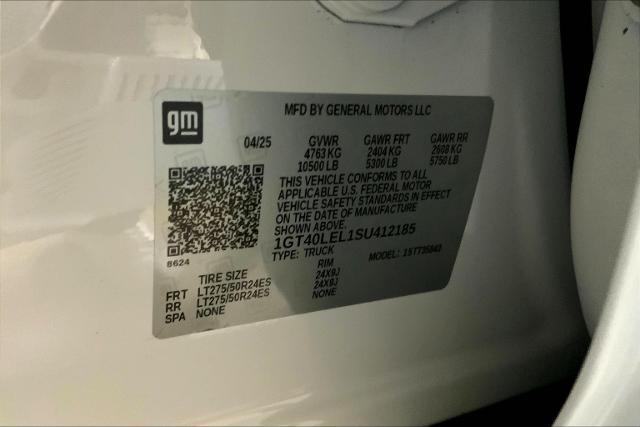 gm
MFD BY GENERAL MOTORS LLC
04/25 GVWR GAWR FRT GAWR RR
4763 KG 2404 KG 2608 KG
10500 LB 5300 LB 5750 LB
THIS VEHICLE CONFORMS TO ALL
APPLICABLE U.S. FEDERAL MOTOR
VEHICLE SAFETY STANDARDS IN EFFECT
ON THE DATE OF MANUFACTURE
SHOWN ABOVE.
1GT40LEL1SU412185
8624
TYPE: TRUCK MODEL: 1STT35843
TIRE SIZE RIM
FRT LT275/50R24ES 24X9J
RR LT275/50R24ES 24X9J
SPA NONE NONE